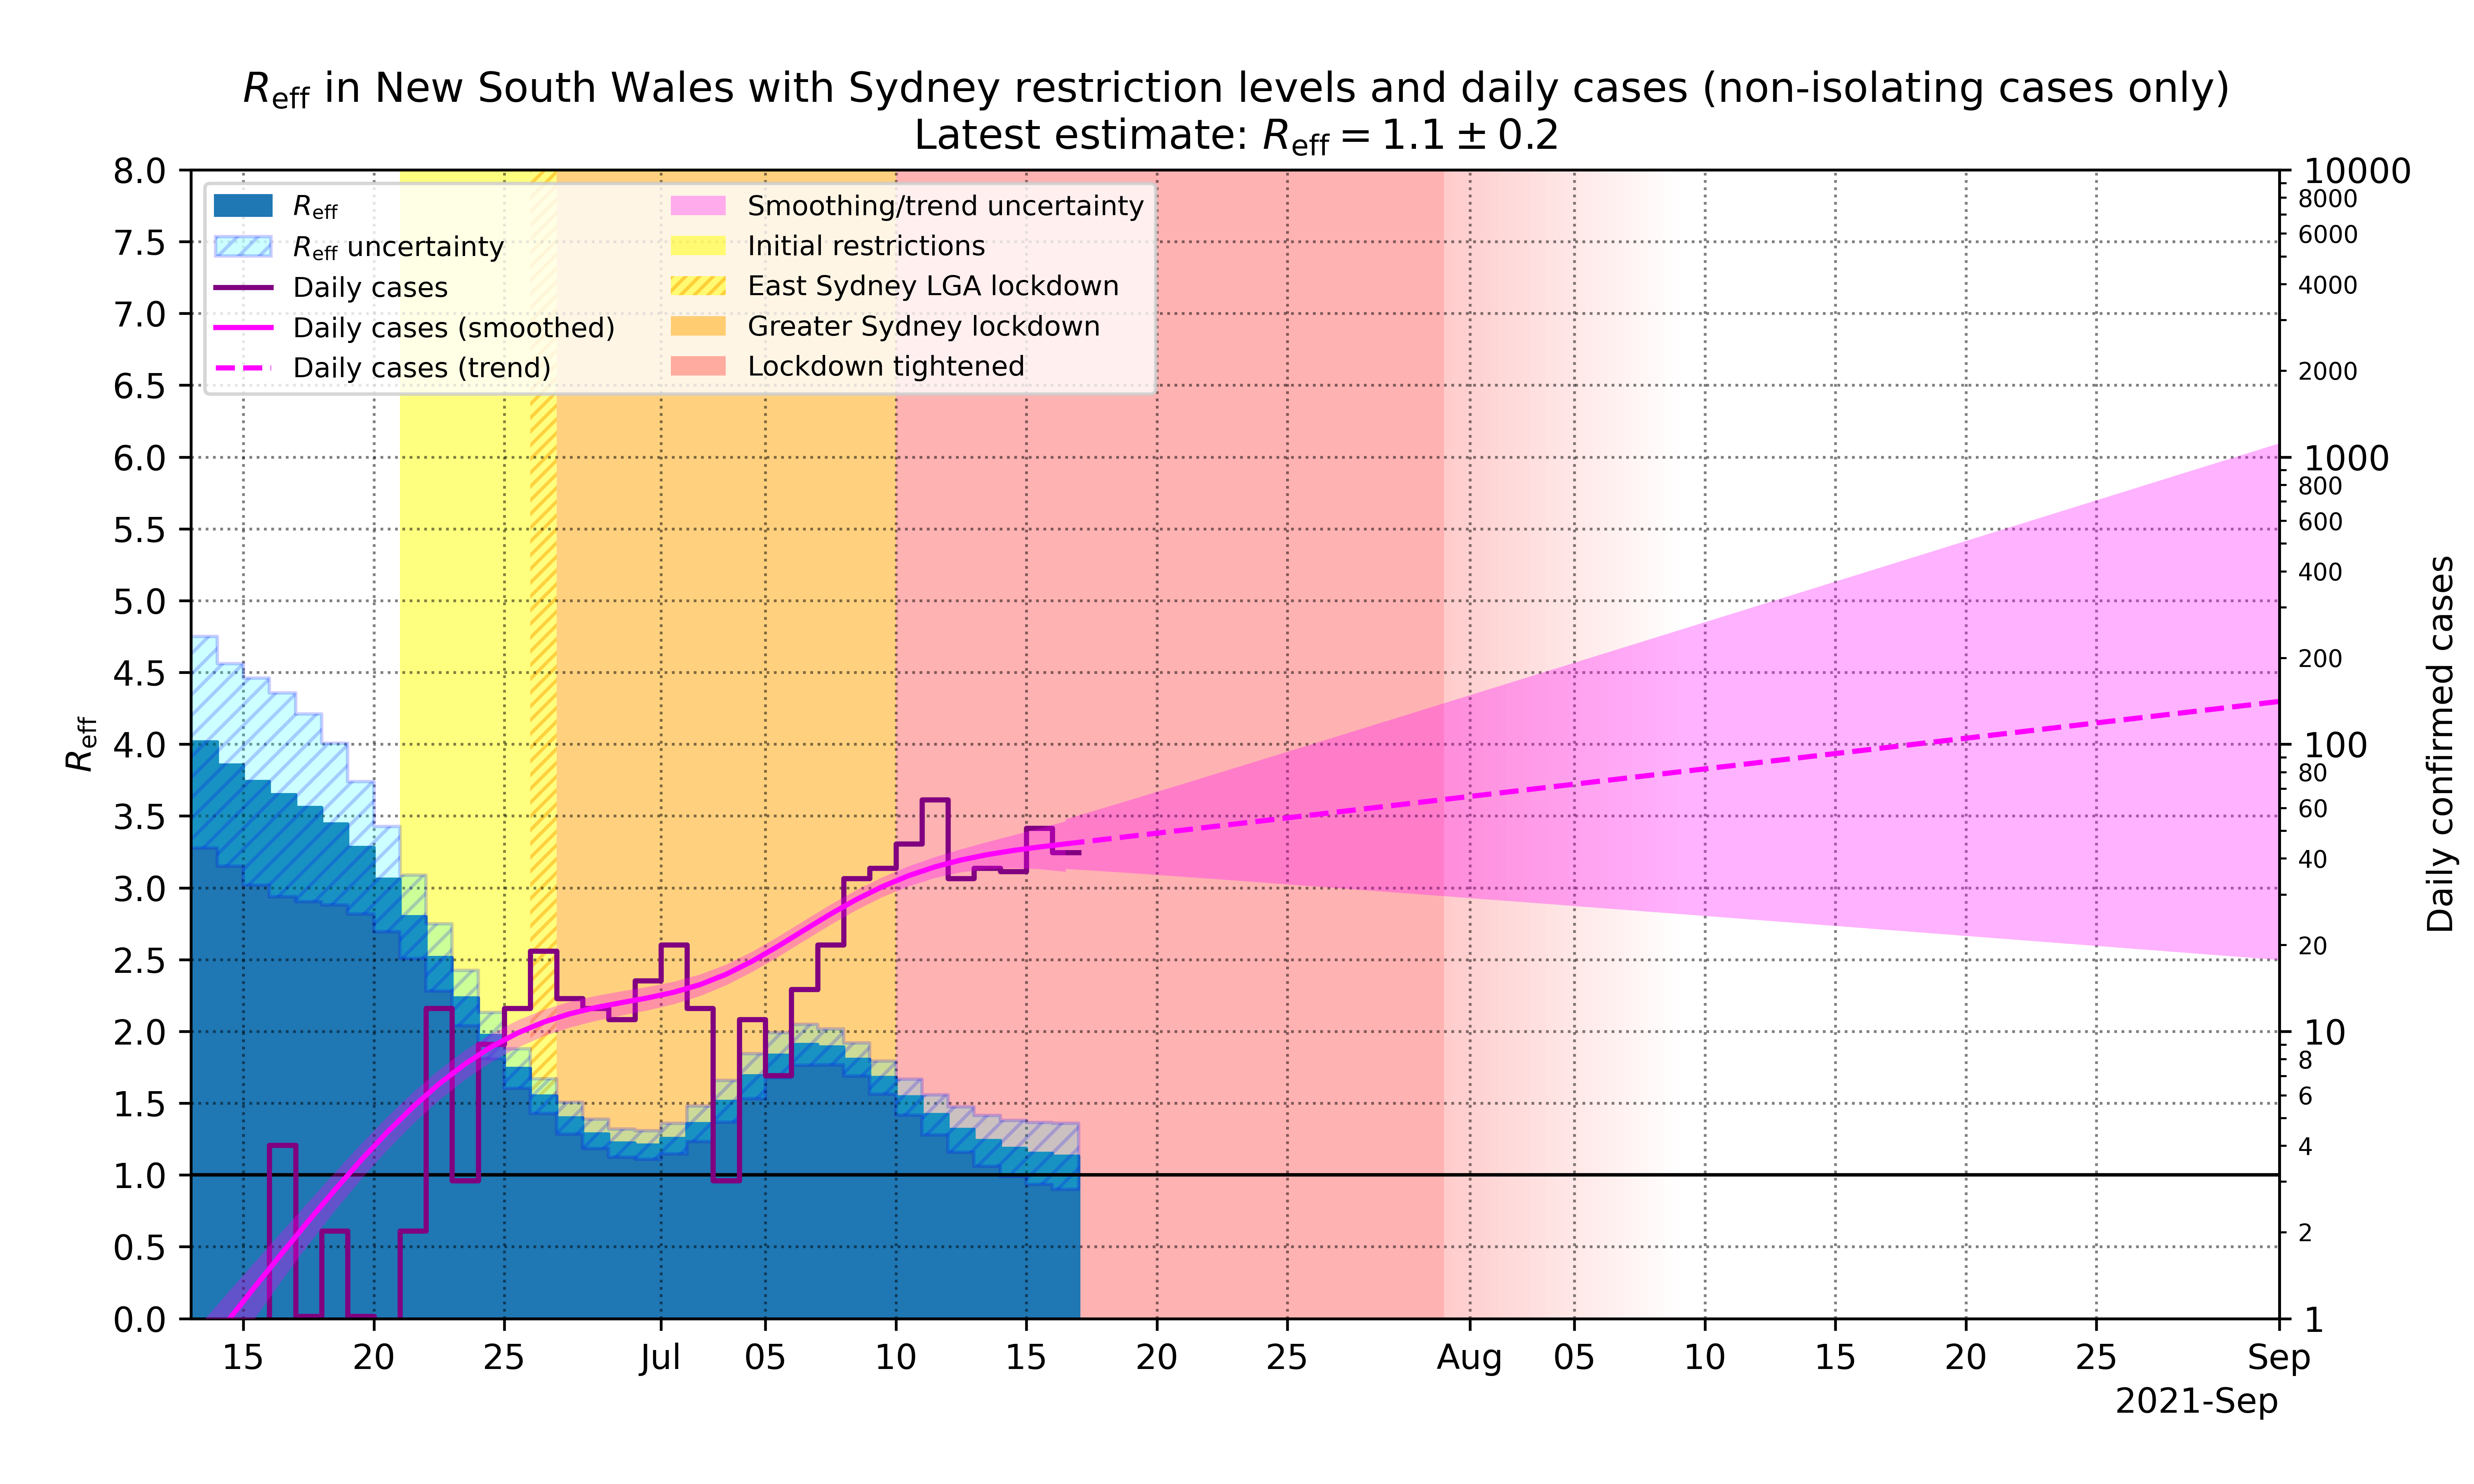 R_eff in New South Wales with Sydney restriction levels and daily cases (non-isolating cases only)
Latest estimate: R_eff = 1.1 ± 0.2
R_eff
R_eff uncertainty
Daily cases
Daily cases (smoothed)
Daily cases (trend)
Smoothing/trend uncertainty
Initial restrictions
East Sydney LGA lockdown
Greater Sydney lockdown
Lockdown tightened
R_eff
8.0
7.5
7.0
6.5
6.0
5.5
5.0
4.5
4.0
3.5
3.0
2.5
2.0
1.5
1.0
0.5
0.0
10000
8000
6000
4000
2000
1000
800
600
400
200
100
80
60
40
20
10
8
6
4
2
1
Daily confirmed cases
15 20 25 Jul 05 10 15 20 25 Aug 05 10 15 20 25 Sep
2021-Sep